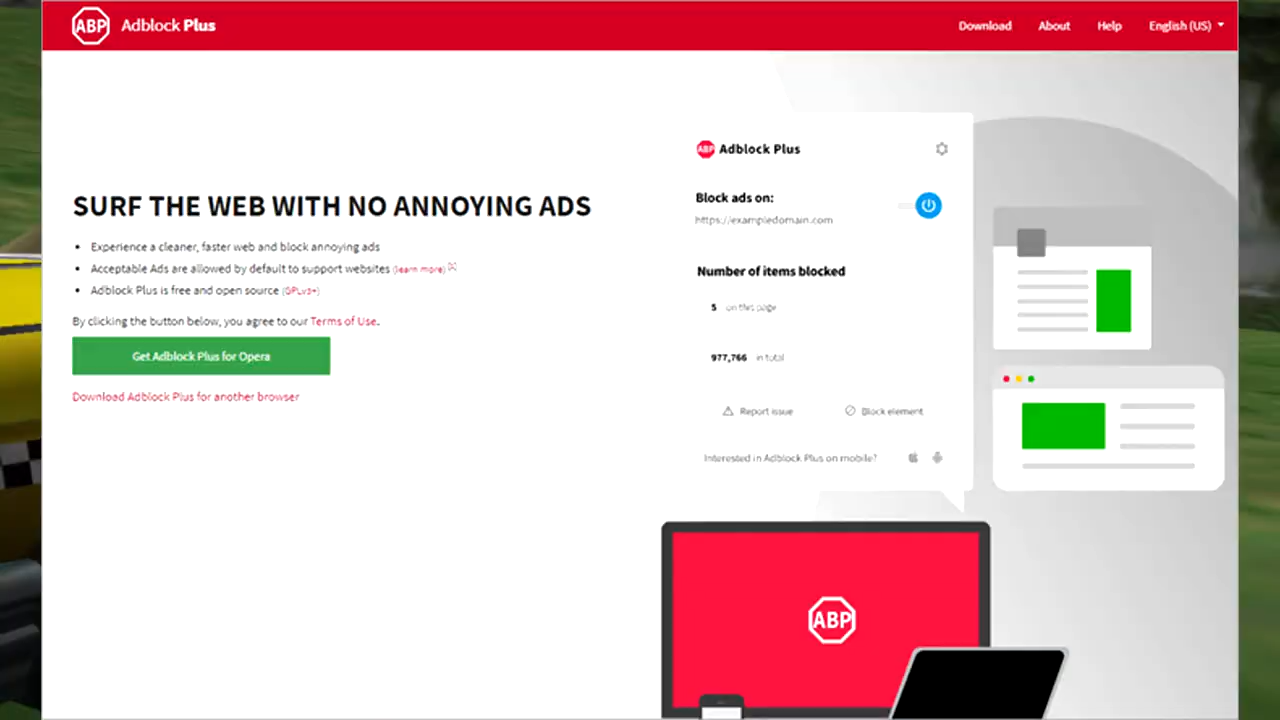 ABP Adblock Plus
Download About Help English (US)
ABP Adblock Plus
Block ads on:
https://exampledomain.com
SURF THE WEB WITH NO ANNOYING ADS
Experience a cleaner, faster web and block annoying ads
Acceptable Ads are allowed by default to support websites (learn more)
Adblock Plus is free and open source (GPLv3+)
By clicking the button below, you agree to our Terms of Use.
Get Adblock Plus for Opera
Download Adblock Plus for another browser
Number of items blocked
5 on this page
977,766 in total
Report issue Block element
Interested in Adblock Plus on mobile?
ABP